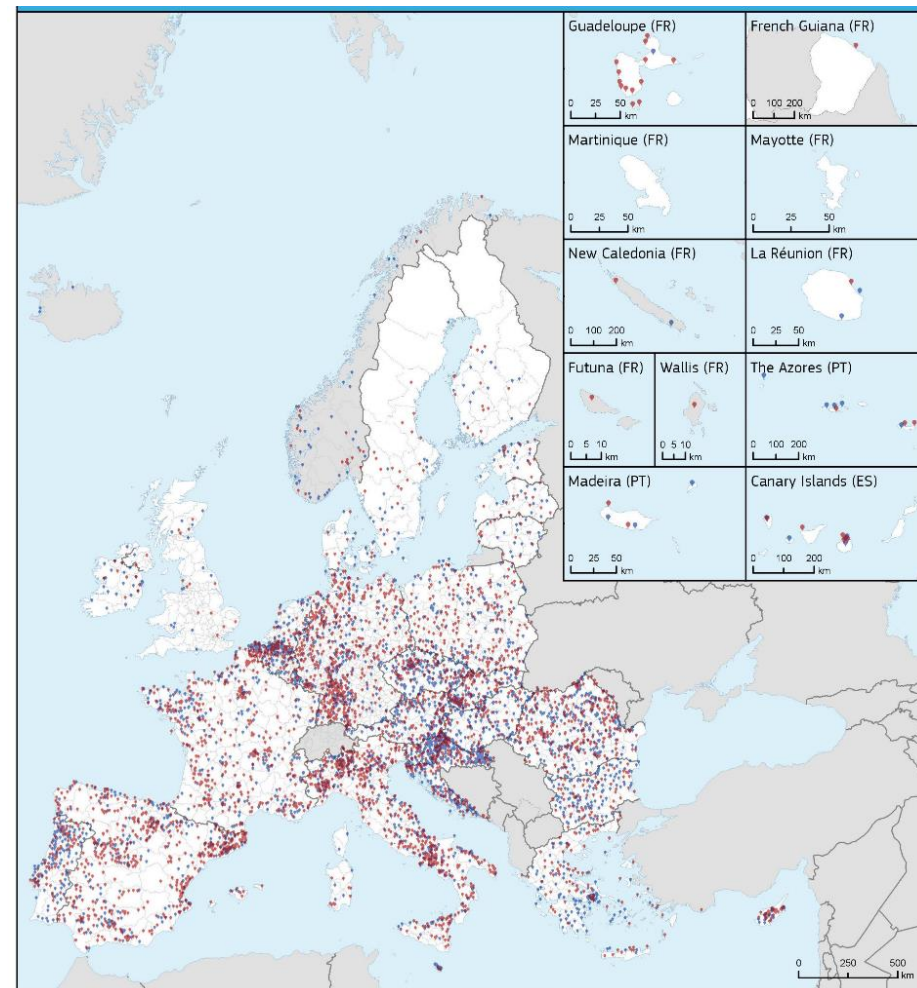 Guadeloupe (FR)
0 25 50
km
French Guiana (FR)
0 100 200
km
Martinique (FR)
0 25 50
km
Mayotte (FR)
0 25 50
km
New Caledonia (FR)
0 100 200
km
La Réunion (FR)
0 25 50
km
Futuna (FR)
0 5 10
km
Wallis (FR)
0 5 10
km
The Azores (PT)
0 100 200
km
Madeira (PT)
0 25 50
km
Canary Islands (ES)
0 100 200
km
0 250 500
km